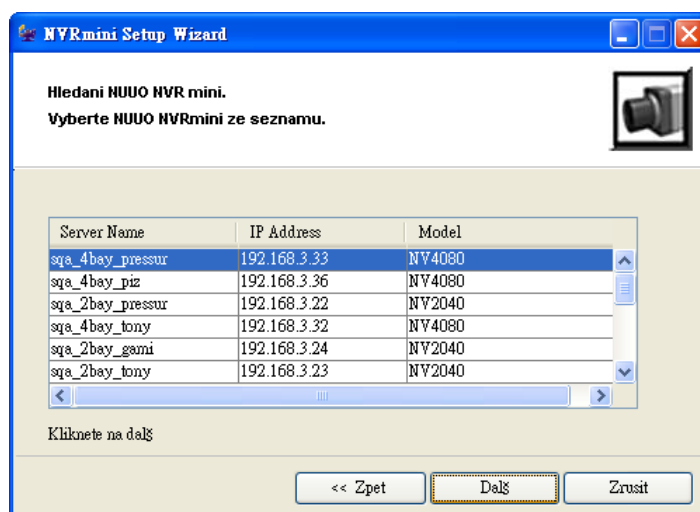 NVRmini Setup Wizard
Hledani NUUO NVR mini.
Vyberte NUUO NVRmini ze seznamu.
Server Name IP Address Model
sqa_4bay_pressur 192.168.3.33 NV4080
sqa_4bay_piz 192.168.3.36 NV4080
sqa_2bay_pressur 192.168.3.22 NV2040
sqa_4bay_tony 192.168.3.32 NV4080
sqa_2bay_gami 192.168.3.24 NV2040
sqa_2bay_tony 192.168.3.23 NV2040
Kliknete na dalš
<< Zpet Dalš Zrusit